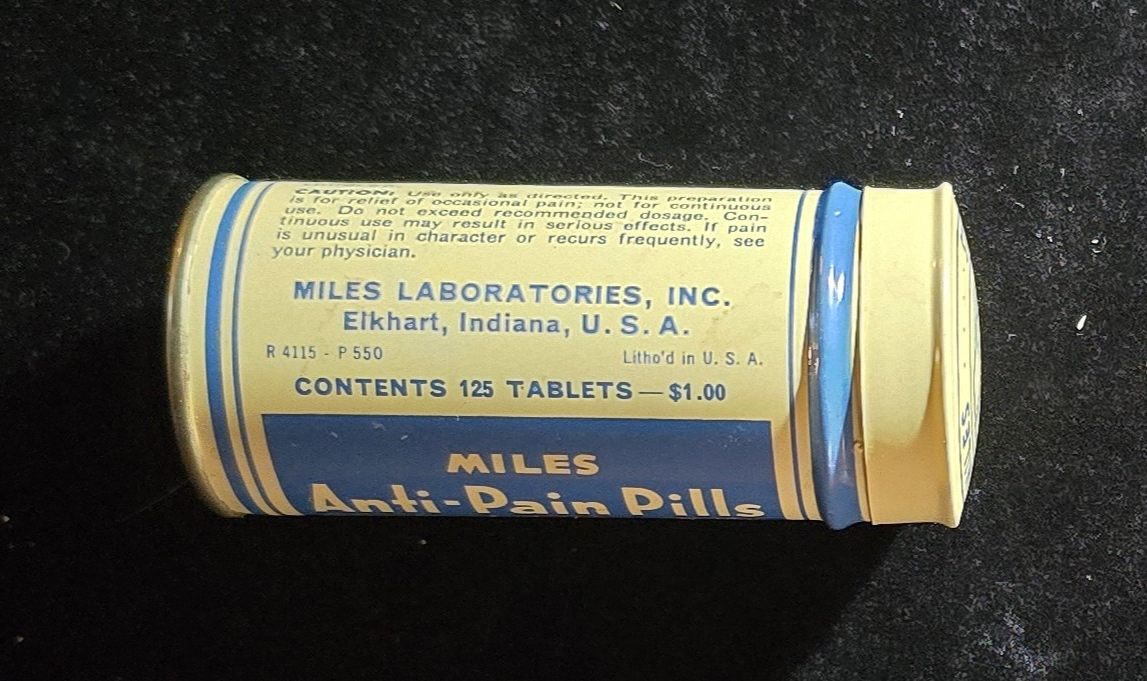 CAUTION: Use only as directed. This preparation
is for relief of occasional pain; not for continuous
use. Do not exceed recommended dosage. Con-
tinuous use may result in serious effects. If pain
is unusual in character or recurs frequently, see
your physician.
MILES LABORATORIES, INC.
Elkhart, Indiana, U. S. A.
R 4115 - P 550 Litho'd in U. S. A.
CONTENTS 125 TABLETS — $1.00
MILES
Anti-Pain Pills